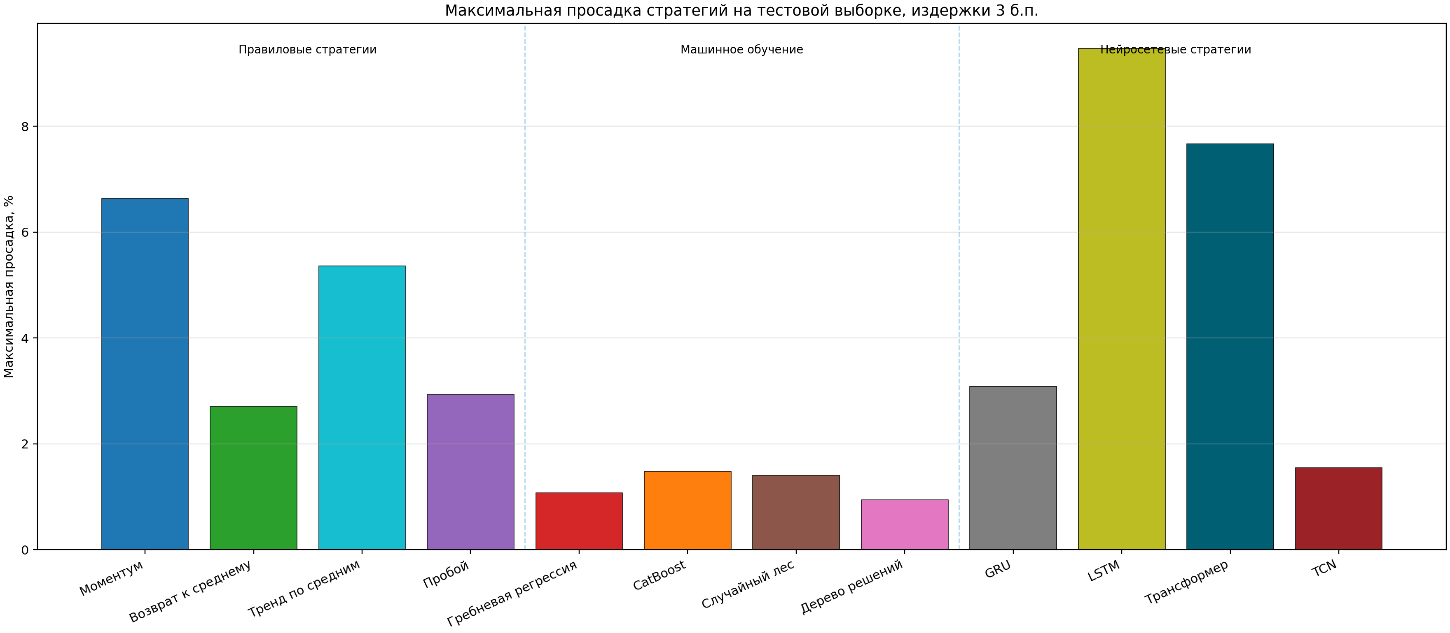 Максимальная просадка стратегий на тестовой выборке, издержки 3 б.п.
Правиловые стратегии
Машинное обучение
Нейросетевые стратегии
Максимальная просадка, %
8
6
4
2
0
Моментум
Возврат к среднему
Тренд по средним
Пробой
Гребневая регрессия
CatBoost
Случайный лес
Дерево решений
GRU
LSTM
Трансформер
TCN